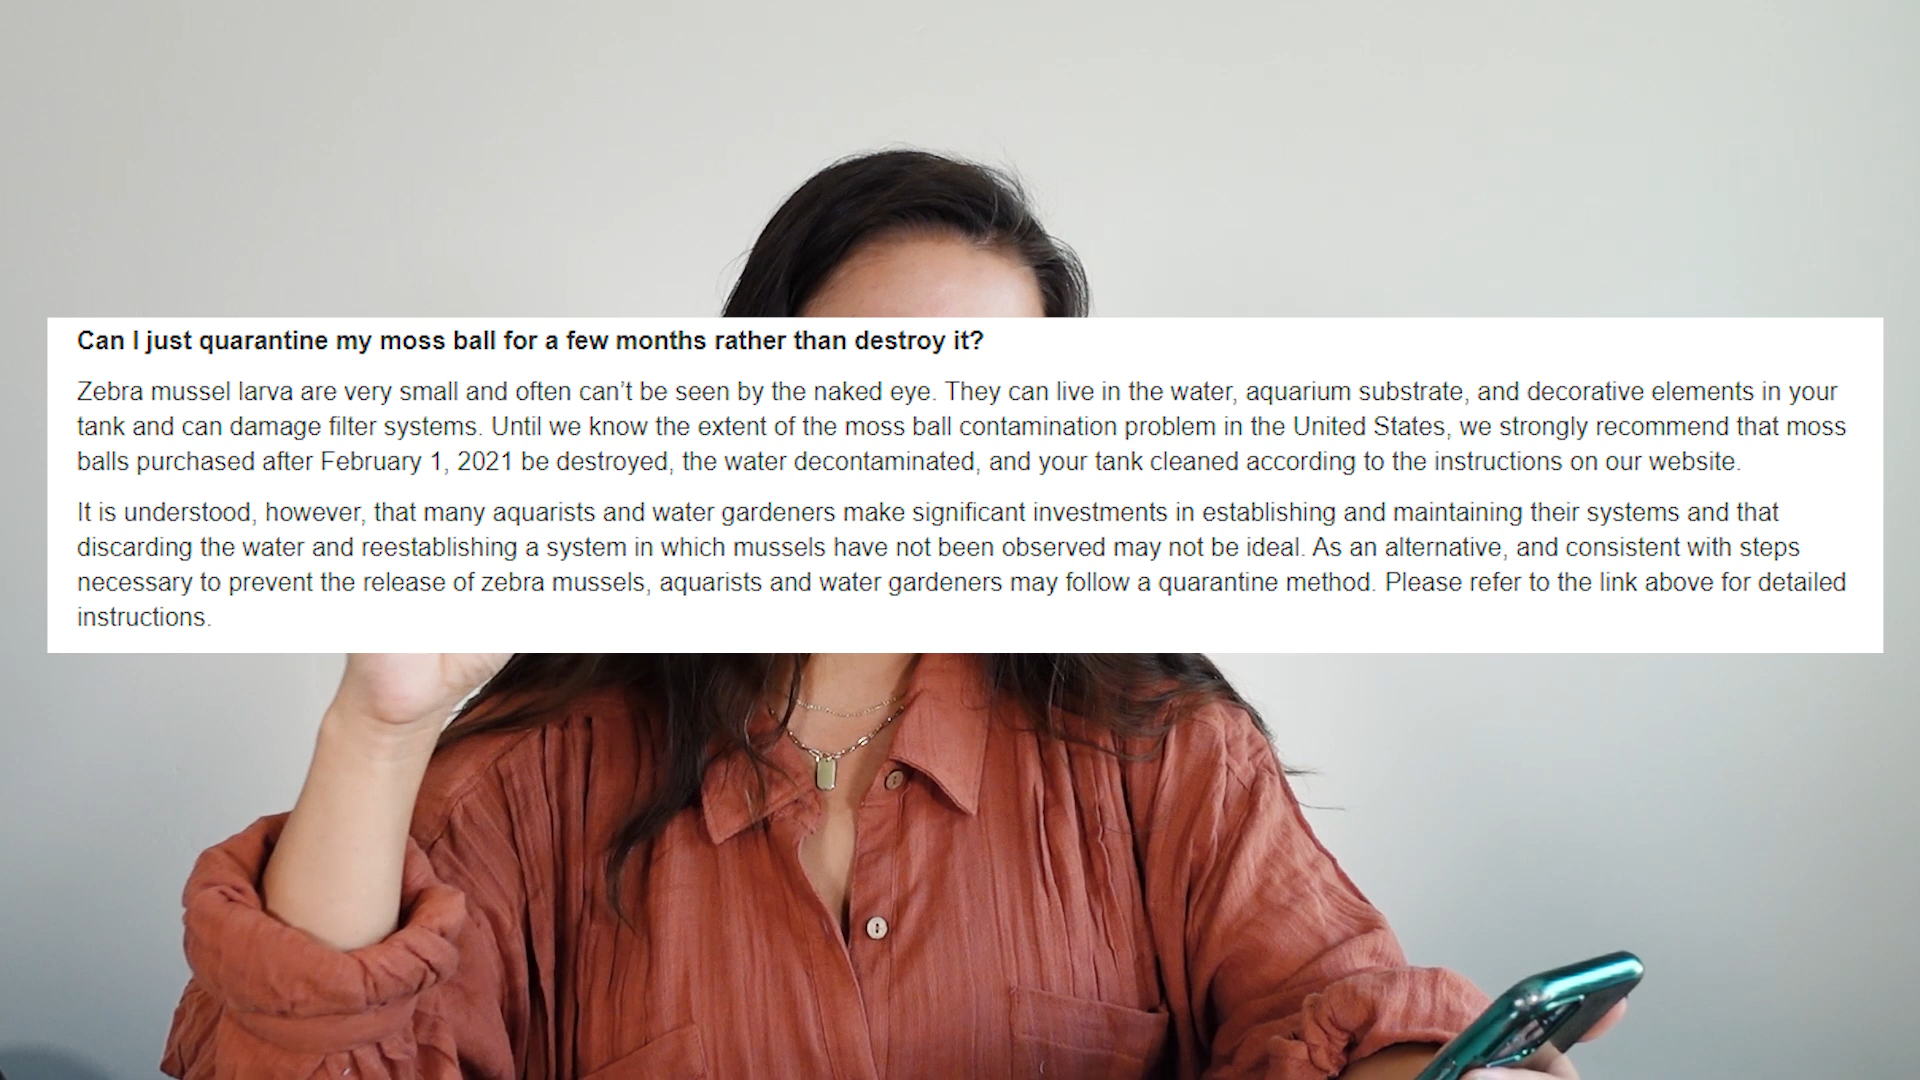 Can I just quarantine my moss ball for a few months rather than destroy it?
Zebra mussel larva are very small and often can’t be seen by the naked eye. They can live in the water, aquarium substrate, and decorative elements in your
tank and can damage filter systems. Until we know the extent of the moss ball contamination problem in the United States, we strongly recommend that moss
balls purchased after February 1, 2021 be destroyed, the water decontaminated, and your tank cleaned according to the instructions on our website.
It is understood, however, that many aquarists and water gardeners make significant investments in establishing and maintaining their systems and that
discarding the water and reestablishing a system in which mussels have not been observed may not be ideal. As an alternative, and consistent with steps
necessary to prevent the release of zebra mussels, aquarists and water gardeners may follow a quarantine method. Please refer to the link above for detailed
instructions.